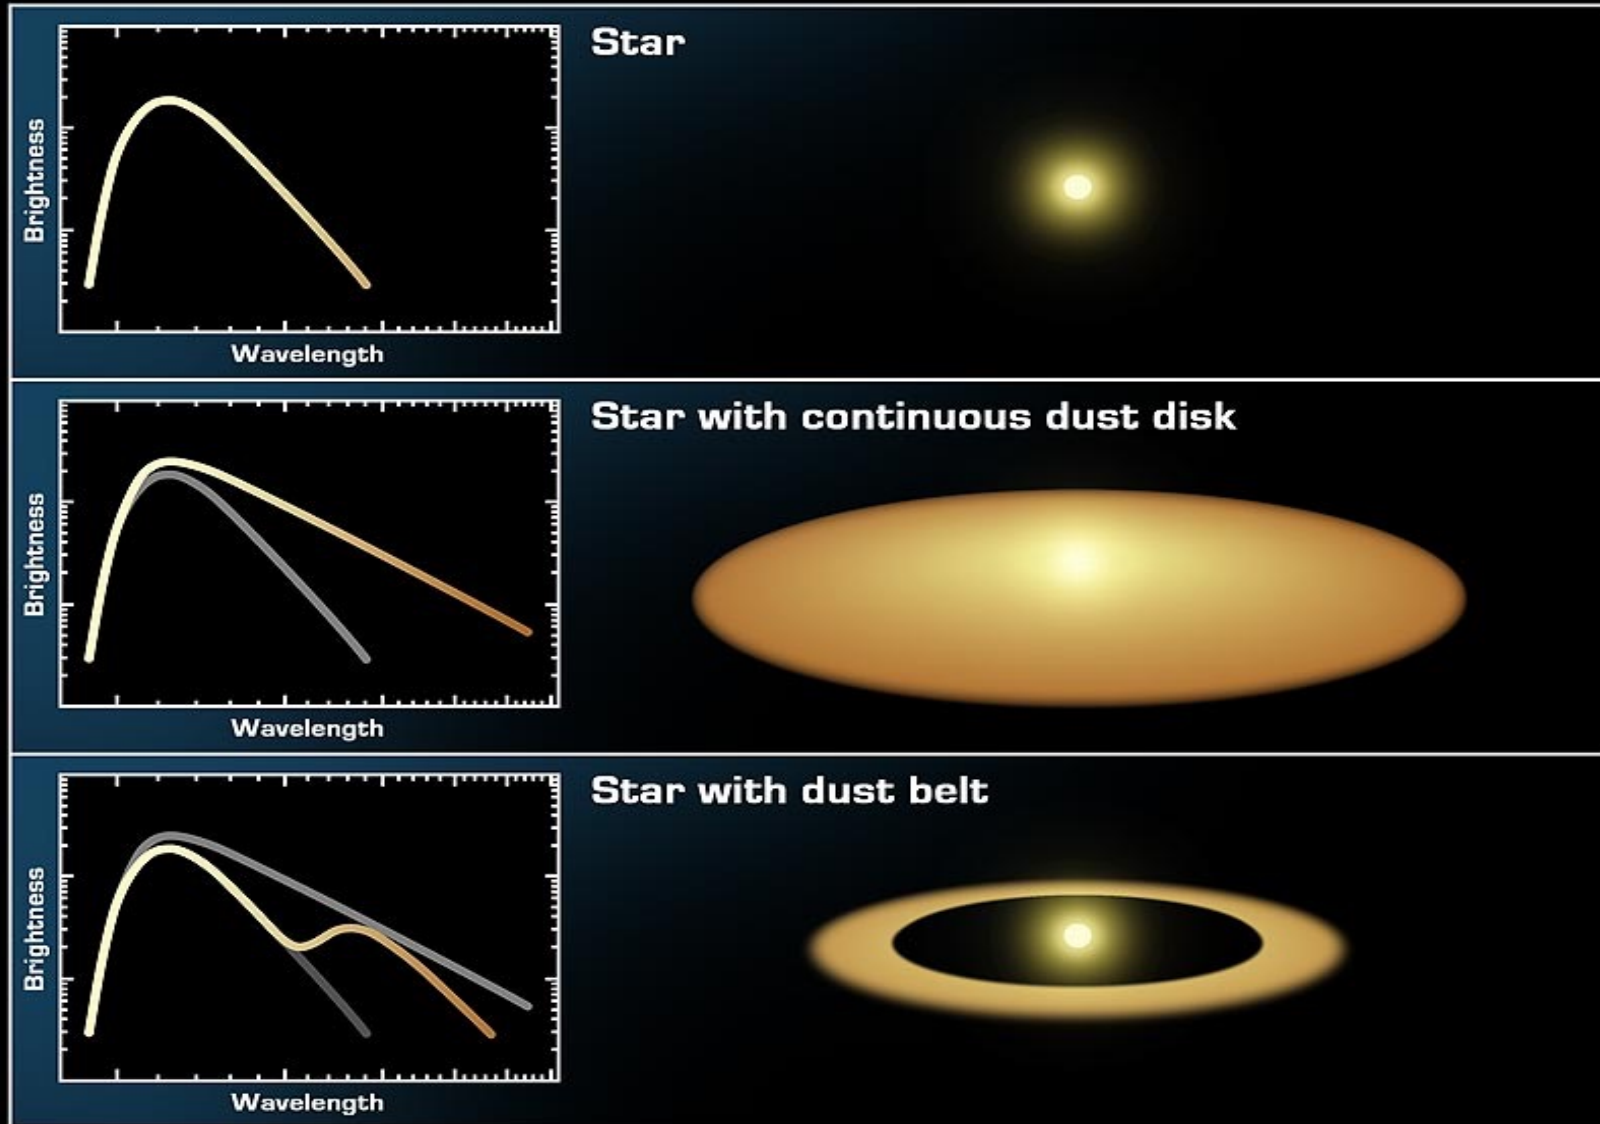 Star
Brightness
Wavelength
Star with continuous dust disk
Brightness
Wavelength
Star with dust belt
Brightness
Wavelength